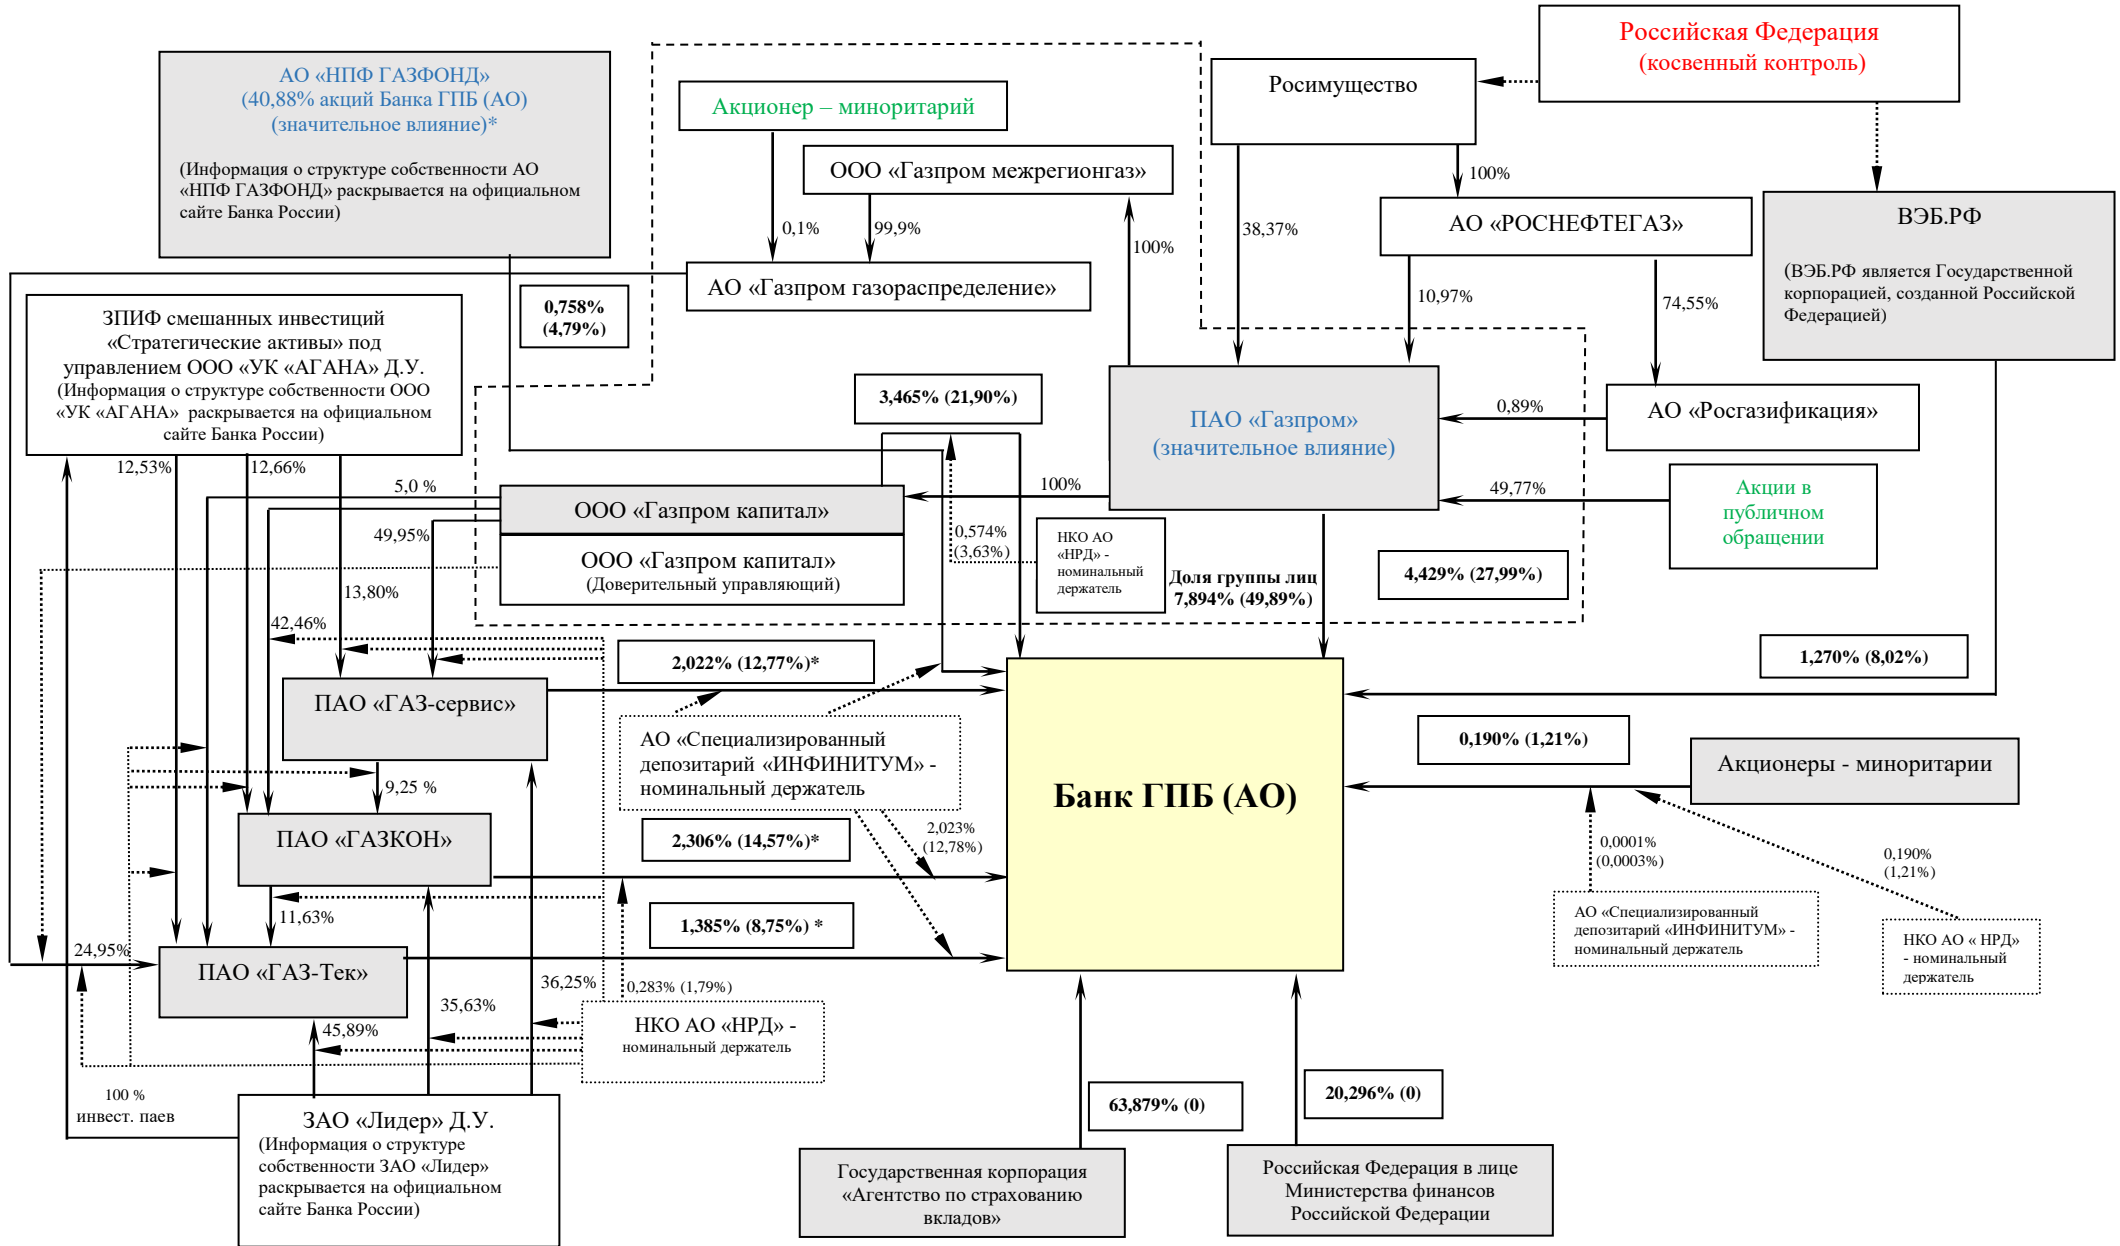 Российская Федерация
(косвенный контроль)
АО «НПФ ГАЗФОНД»
(40,88% акций Банка ГПБ (АО)
(значительное влияние)*
(Информация о структуре собственности АО
«НПФ ГАЗФОНД» раскрывается на официальном
сайте Банка России)
Акционер – миноритарий
Росимущество
ООО «Газпром межрегионгаз»
100%
АО «РОСНЕФТЕГАЗ»
ВЭБ.РФ
(ВЭБ.РФ является Государственной
корпорацией, созданной Российской
Федерацией)
0,1%
99,9%
100%
38,37%
АО «Газпром газораспределение»
10,97%
74,55%
0,758%
(4,79%)
ЗПИФ смешанных инвестиций
«Стратегические активы» под
управлением ООО «УК «АГАНА» Д.У.
(Информация о структуре собственности ООО
«УК «АГАНА» раскрывается на официальном
сайте Банка России)
3,465% (21,90%)
ПАО «Газпром»
(значительное влияние)
0,89%
АО «Росгазификация»
12,53%
12,66%
5,0 %
100%
49,77%
Акции в
публичном
обращении
ООО «Газпром капитал»
49,95%
ООО «Газпром капитал»
(Доверительный управляющий)
0,574%
(3,63%)
НКО АО
«НРД» -
номинальный
держатель
Доля группы лиц
7,894% (49,89%)
4,429% (27,99%)
13,80%
42,46%
2,022% (12,77%)*
1,270% (8,02%)
ПАО «ГАЗ-сервис»
АО «Специализированный
депозитарий «ИНФИНИТУМ» -
номинальный держатель
0,190% (1,21%)
Акционеры - миноритарии
9,25 %
Банк ГПБ (АО)
ПАО «ГАЗКОН»
2,306% (14,57%)*
2,023%
(12,78%)
0,0001%
(0,0003%)
0,190%
(1,21%)
11,63%
1,385% (8,75%) *
АО «Специализированный
депозитарий «ИНФИНИТУМ» -
номинальный держатель
НКО АО « НРД»
- номинальный
держатель
24,95%
ПАО «ГАЗ-Тек»
36,25%
0,283% (1,79%)
35,63%
45,89%
НКО АО «НРД» -
номинальный держатель
100 %
инвест. паев
63,879% (0)
20,296% (0)
ЗАО «Лидер» Д.У.
(Информация о структуре
собственности ЗАО «Лидер»
раскрывается на официальном
сайте Банка России)
Государственная корпорация
«Агентство по страхованию
вкладов»
Российская Федерация в лице
Министерства финансов
Российской Федерации